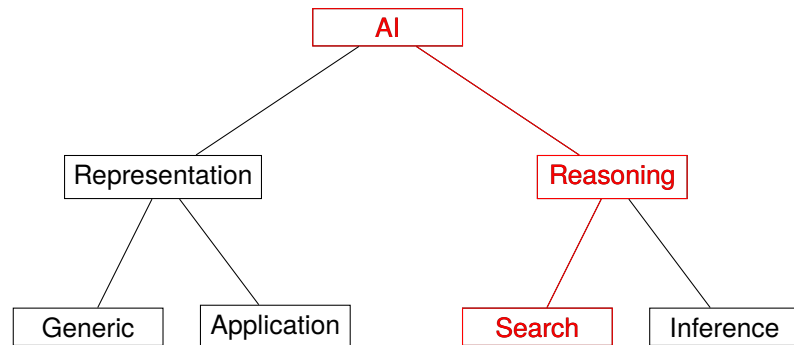 AI
Representation
Reasoning
Generic
Application
Search
Inference